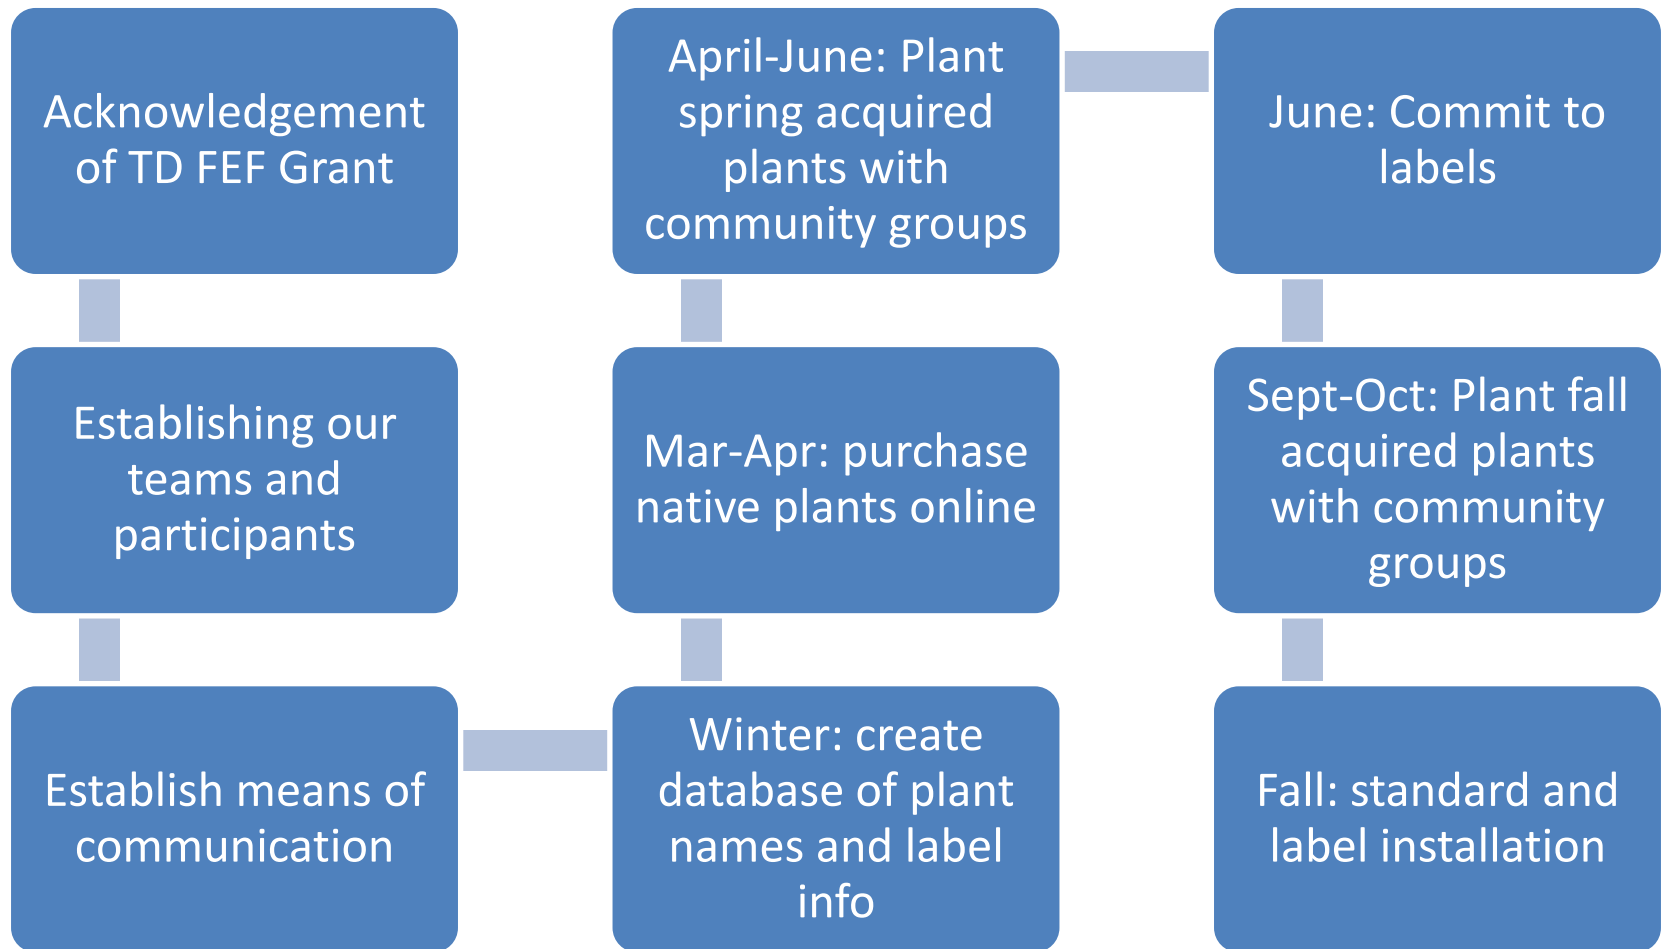 Acknowledgement
of TD FEF Grant
Establishing our
teams and
participants
Establish means of
communication
Winter: create
database of plant
names and label
info
Mar-Apr: purchase
native plants online
April-June: Plant
spring acquired
plants with
community groups
June: Commit to
labels
Sept-Oct: Plant fall
acquired plants
with community
groups
Fall: standard and
label installation